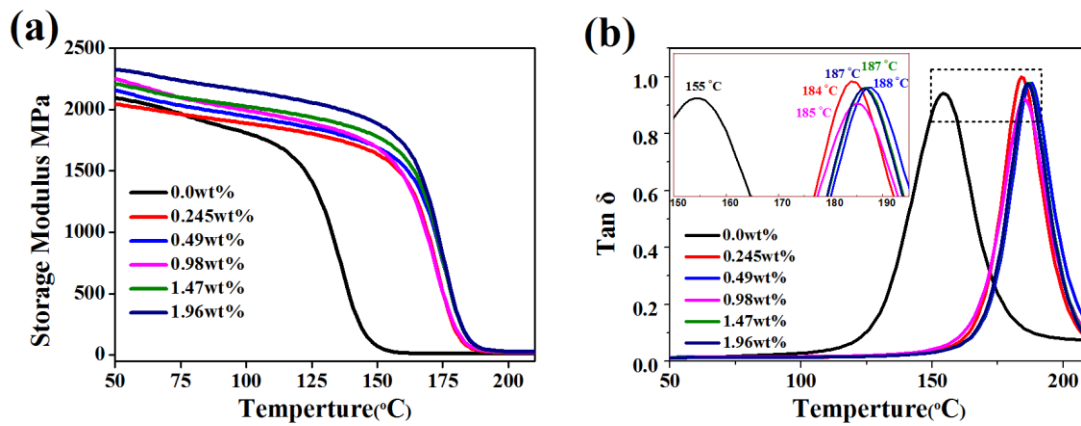 (a)
2500
2000
1500
1000
500
0
Storage Modulus MPa
0.0wt%
0.245wt%
0.49wt%
0.98wt%
1.47wt%
1.96wt%
50 75 100 125 150 175 200
Temperture(°C)
(b)
1.0
0.8
0.6
0.4
0.2
0.0
Tan δ
155 °C
187 °C
187 °C
184 °C
188 °C
185 °C
150 160 170 180 190
0.0wt%
0.245wt%
0.49wt%
0.98wt%
1.47wt%
1.96wt%
50 100 150 200
Temperture(°C)